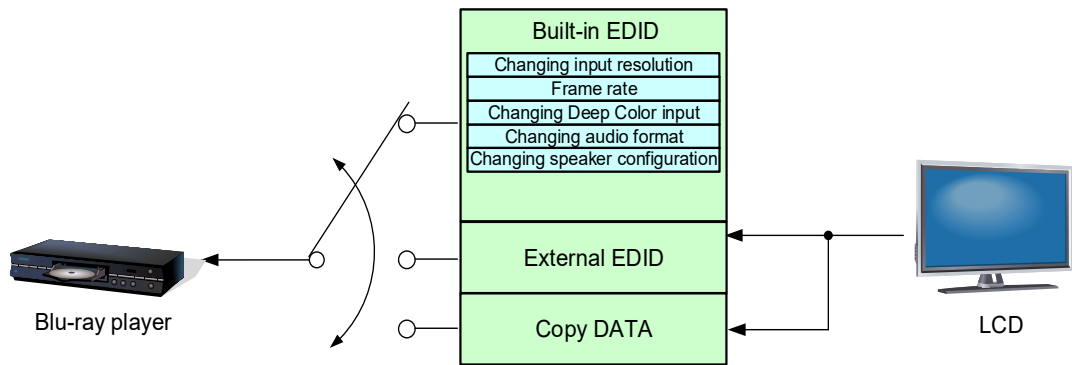 Built-in EDID
Changing input resolution
Frame rate
Changing Deep Color input
Changing audio format
Changing speaker configuration
External EDID
Copy DATA
Blu-ray player
LCD